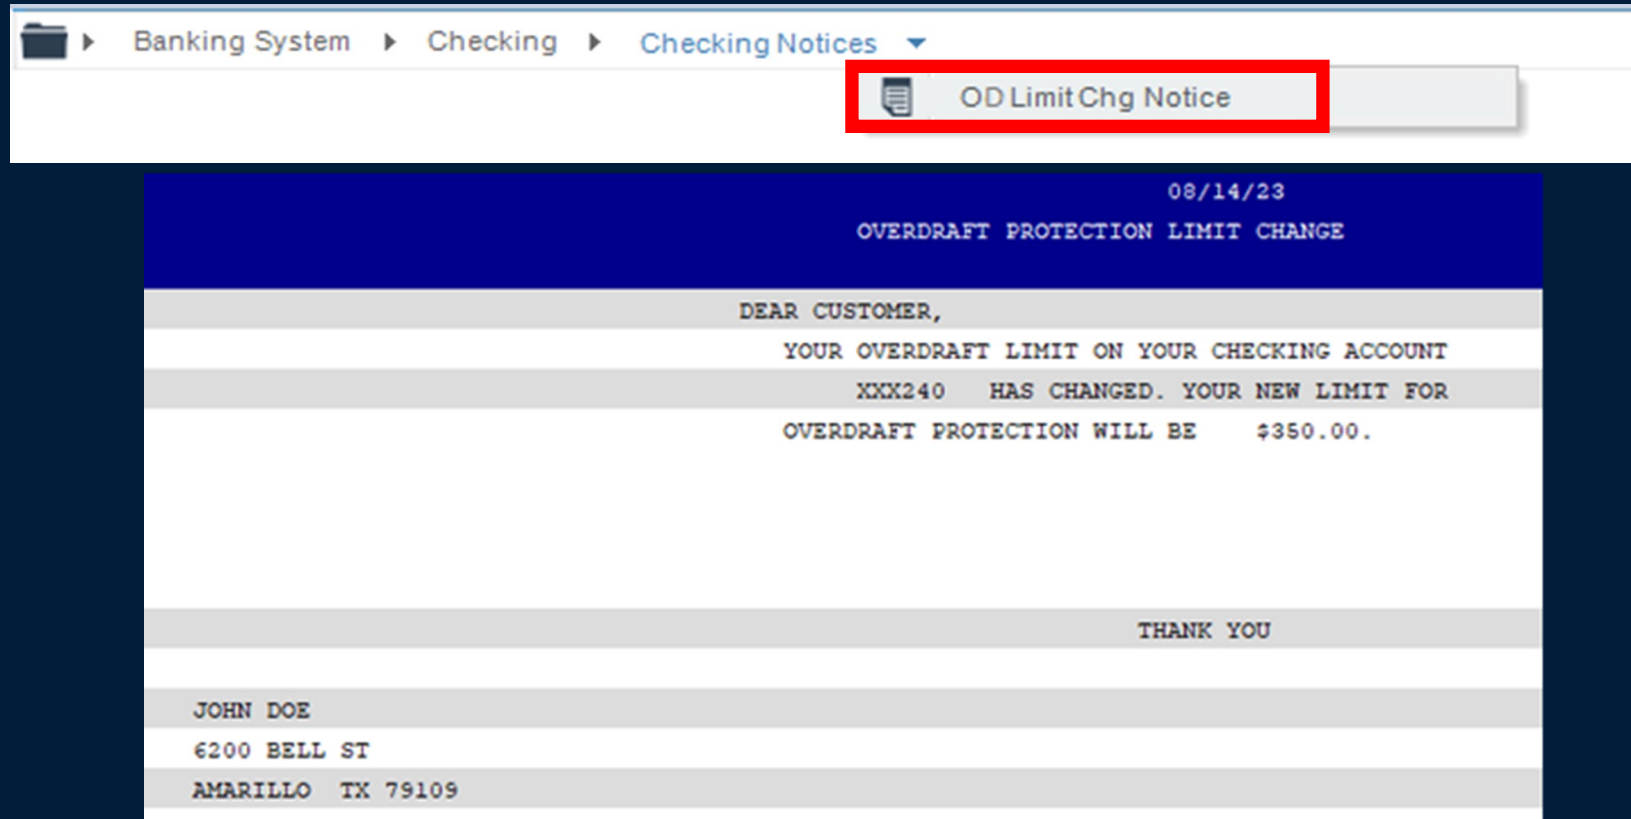 Banking System Checking Checking Notices
OD Limit Chg Notice
08/14/23
OVERDRAFT PROTECTION LIMIT CHANGE
DEAR CUSTOMER,
YOUR OVERDRAFT LIMIT ON YOUR CHECKING ACCOUNT
XXX240 HAS CHANGED. YOUR NEW LIMIT FOR
OVERDRAFT PROTECTION WILL BE $350.00.
THANK YOU
JOHN DOE
6200 BELL ST
AMARILLO TX 79109